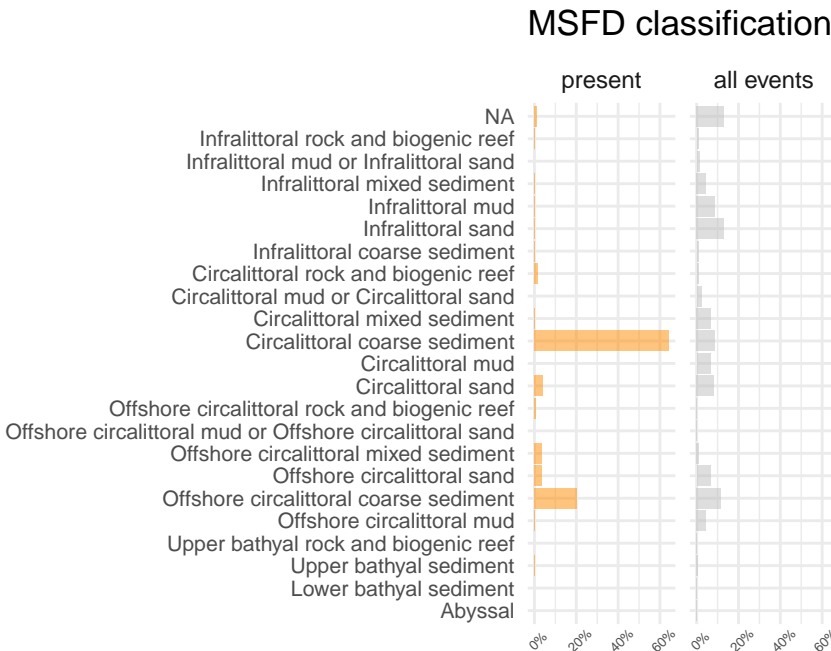 MSFD classification
present all events
NA
Infralittoral rock and biogenic reef
Infralittoral mud or Infralittoral sand
Infralittoral mixed sediment
Infralittoral mud
Infralittoral sand
Infralittoral coarse sediment
Circalittoral rock and biogenic reef
Circalittoral mud or Circalittoral sand
Circalittoral mixed sediment
Circalittoral coarse sediment
Circalittoral mud
Circalittoral sand
Offshore circalittoral rock and biogenic reef
Offshore circalittoral mud or Offshore circalittoral sand
Offshore circalittoral mixed sediment
Offshore circalittoral sand
Offshore circalittoral coarse sediment
Offshore circalittoral mud
Upper bathyal rock and biogenic reef
Upper bathyal sediment
Lower bathyal sediment
Abyssal
0% 20% 40% 60% 0% 20% 40% 60%